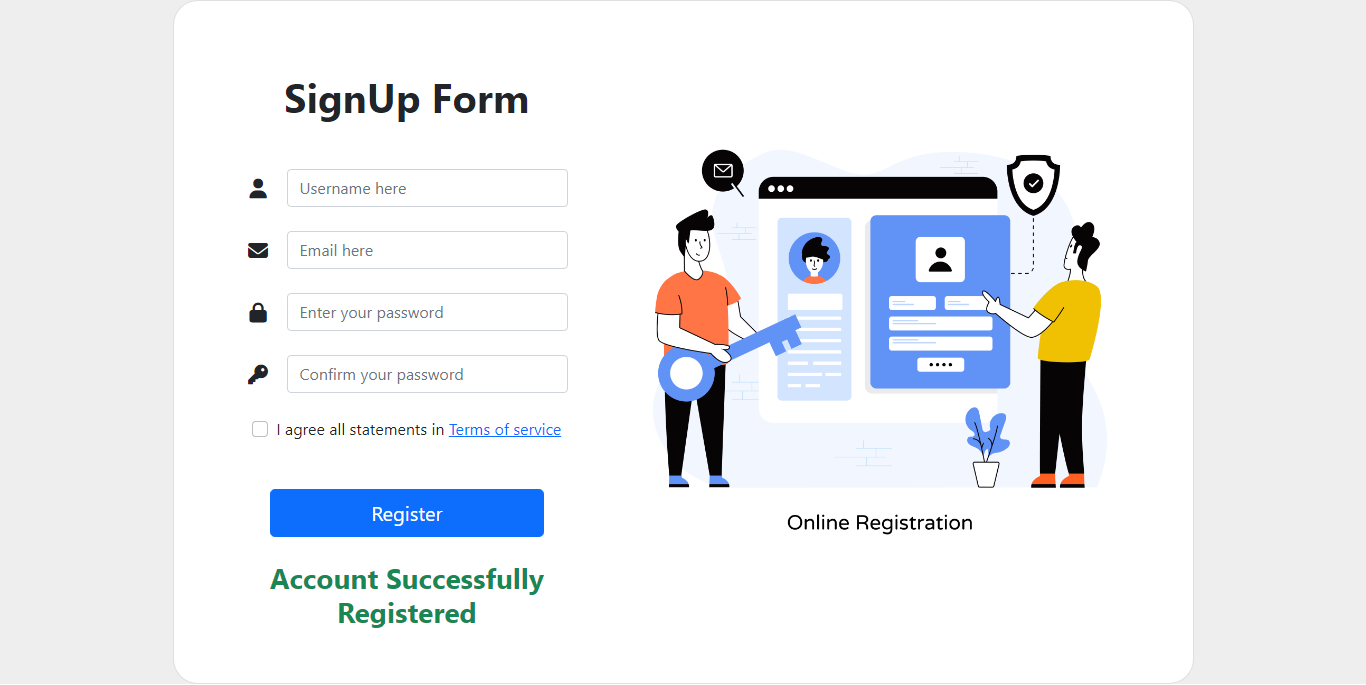 SignUp Form
Username here
Email here
Enter your password
Confirm your password
I agree all statements in Terms of service
Register
Account Successfully
Registered
Online Registration